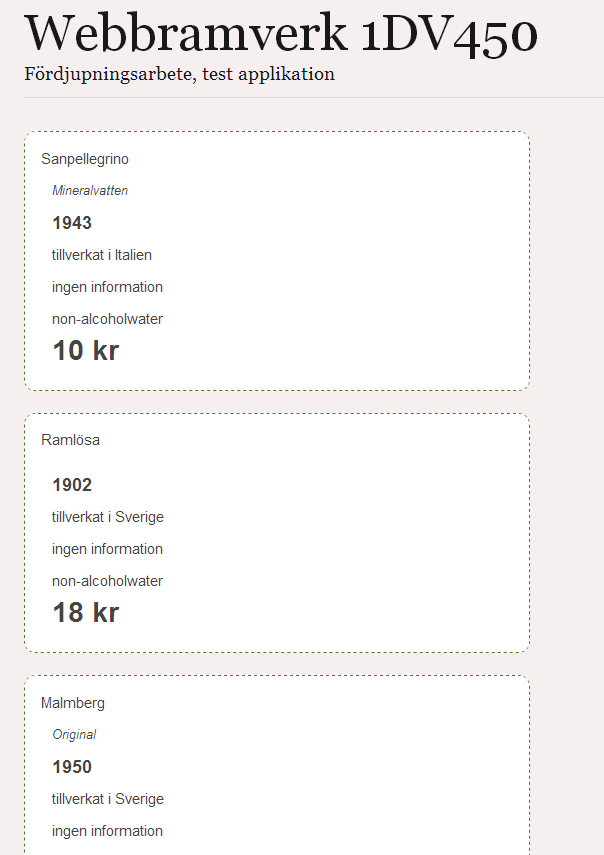 Webbramverk 1DV450
Fördjupningsarbete, test applikation
Sanpellegrino
Mineralvatten
1943
tillverkat i Italien
ingen information
non-alcoholwater
10 kr
Ramlösa
1902
tillverkat i Sverige
ingen information
non-alcoholwater
18 kr
Malmberg
Original
1950
tillverkat i Sverige
ingen information